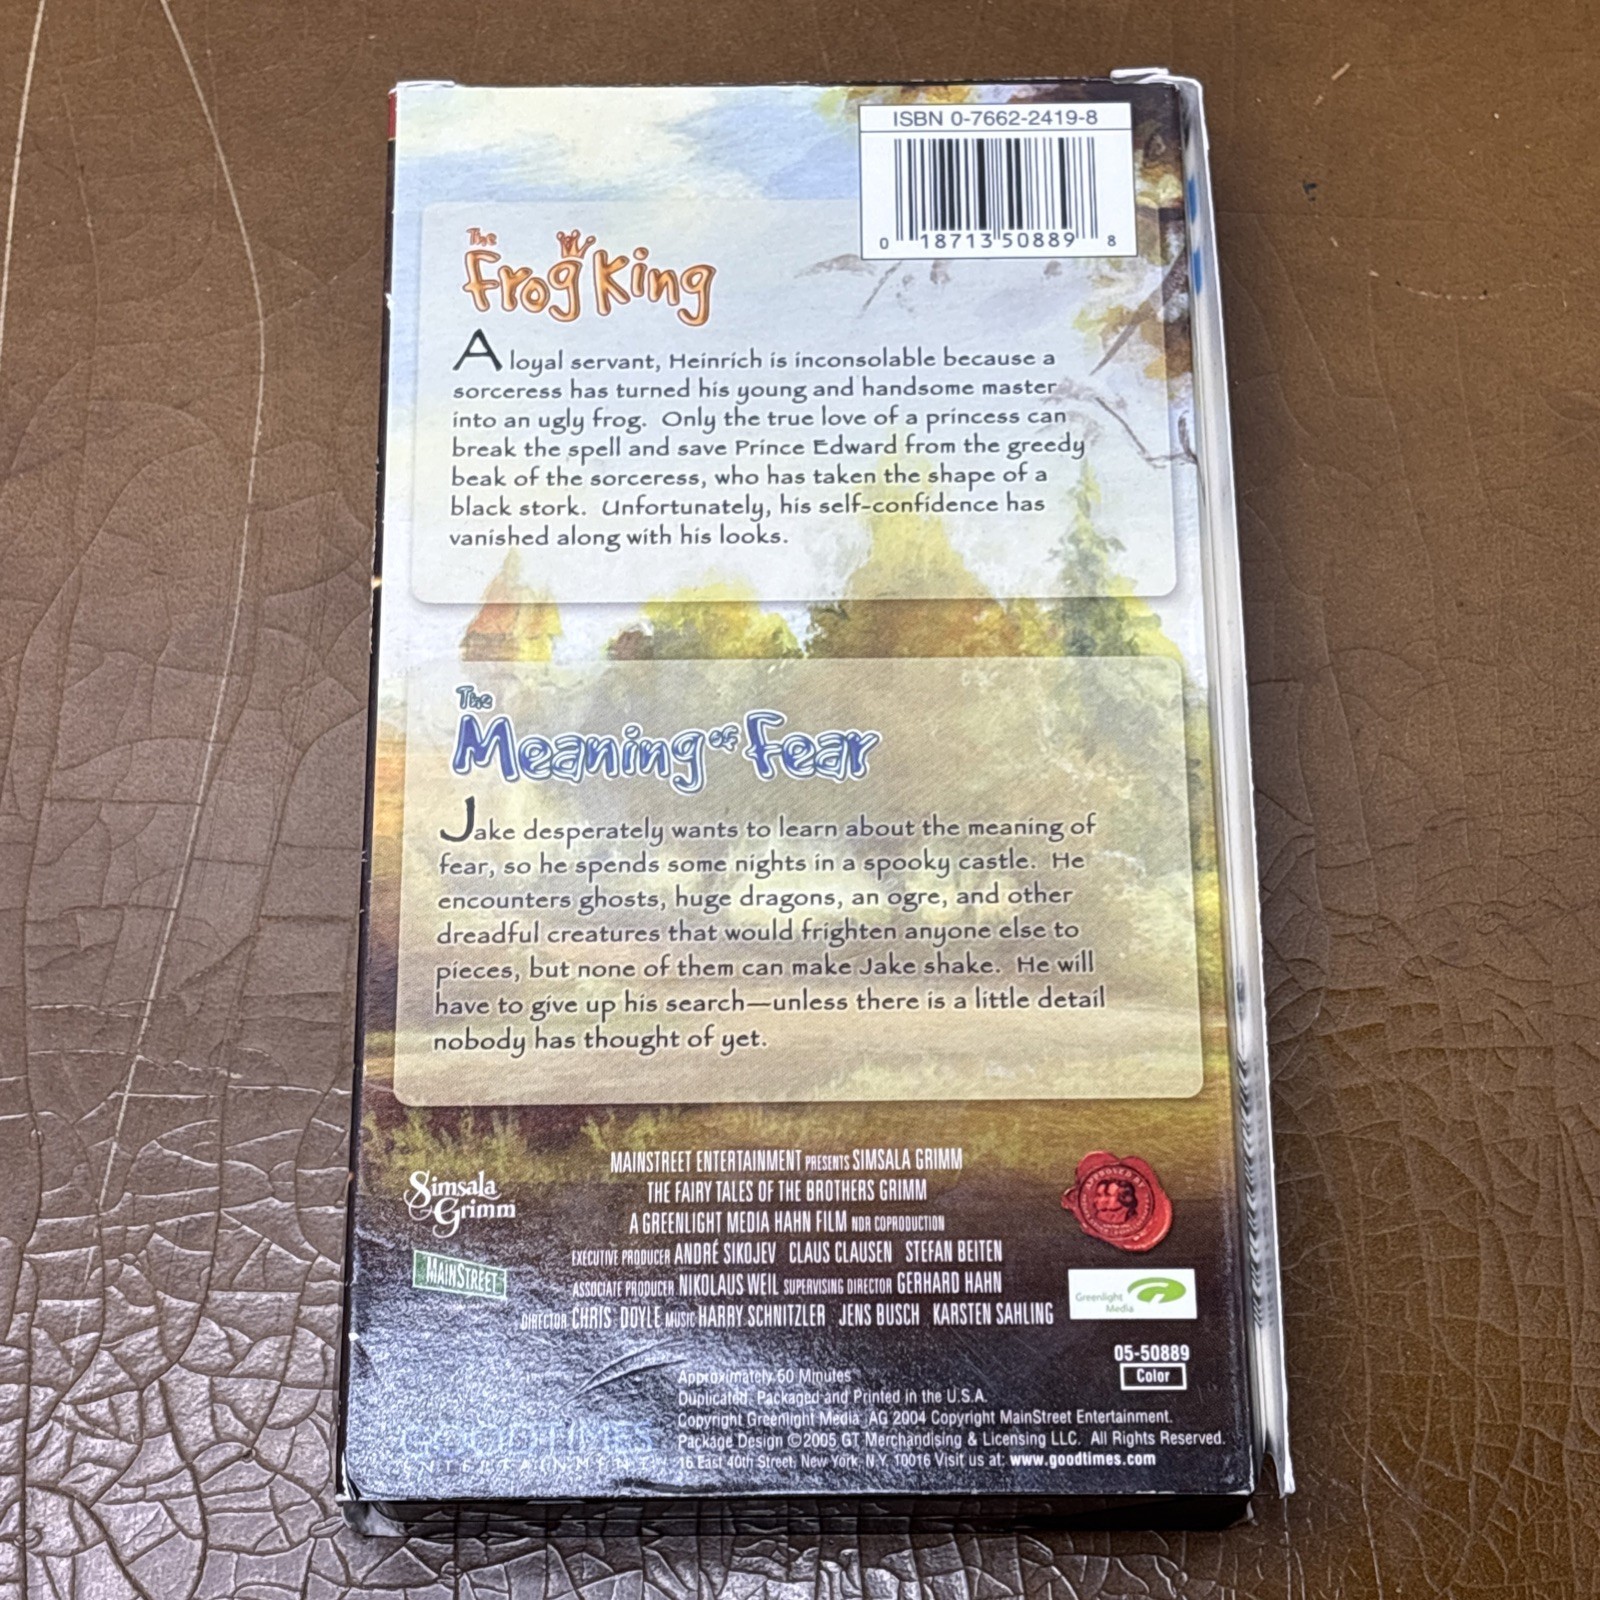 ISBN 0-7662-2419-8
0 18713 50889 8
The
Frog King
A loyal servant, Heinrich is inconsolable because a
sorceress has turned his young and handsome master
into an ugly frog. Only the true love of a princess can
break the spell and save Prince Edward from the greedy
beak of the sorceress, who has taken the shape of a
black stork. Unfortunately, his self-confidence has
vanished along with his looks.
The
Meaning of Fear
Jake desperately wants to learn about the meaning of
fear, so he spends some nights in a spooky castle. He
encounters ghosts, huge dragons, an ogre, and other
dreadful creatures that would frighten anyone else to
pieces, but none of them can make Jake shake. He will
have to give up his search—unless there is a little detail
nobody has thought of yet.
Simsala
Grimm
MAINSTREET
MAINSTREET ENTERTAINMENT PRESENTS SIMSALA GRIMM
THE FAIRY TALES OF THE BROTHERS GRIMM
A GREENLIGHT MEDIA HAHN FILM NDR COPRODUCTION
EXECUTIVE PRODUCER ANDRÉ SIKOJEV CLAUS CLAUSEN STEFAN BEITEN
ASSOCIATE PRODUCER NIKOLAUS WEIL SUPERVISING DIRECTOR GERHARD HAHN
DIRECTOR CHRIS DOYLE MUSIC HARRY SCHNITZLER JENS BUSCH KARSTEN SAHLING
APPROVED BY
Greenlight
Media
05-50889
Color
GOODTIMES
ENTERTAINMENT
Approximately 60 Minutes
Duplicated, Packaged and Printed in the U.S.A.
Copyright Greenlight Media AG 2004 Copyright MainStreet Entertainment.
Package Design ©2005 GT Merchandising & Licensing LLC. All Rights Reserved.
16 East 40th Street, New York, N.Y. 10016 Visit us at: www.goodtimes.com